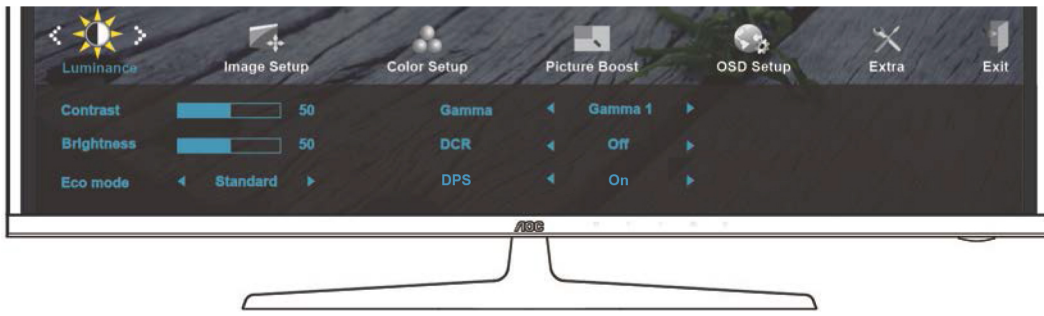 Luminance Image Setup Color Setup Picture Boost OSD Setup Extra Exit
Contrast 50 Gamma Gamma 1
Brightness 50 DCR Off
Eco mode Standard DPS On
AOC